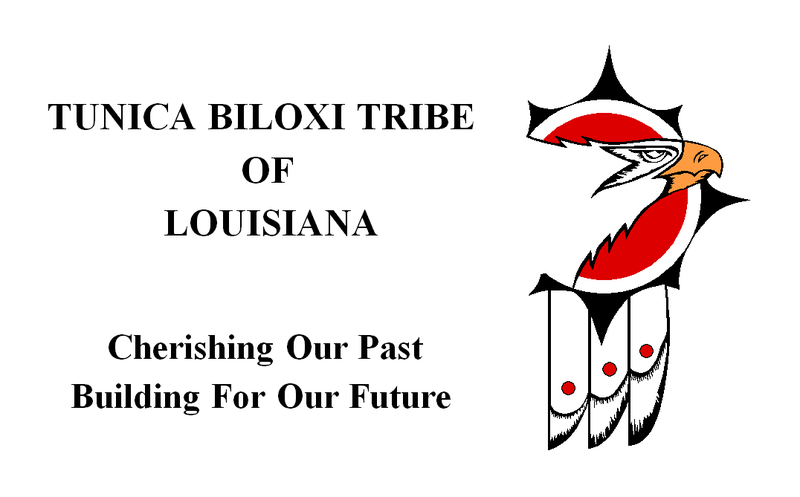 TUNICA BILOXI TRIBE
OF
LOUISIANA
Cherishing Our Past
Building For Our Future